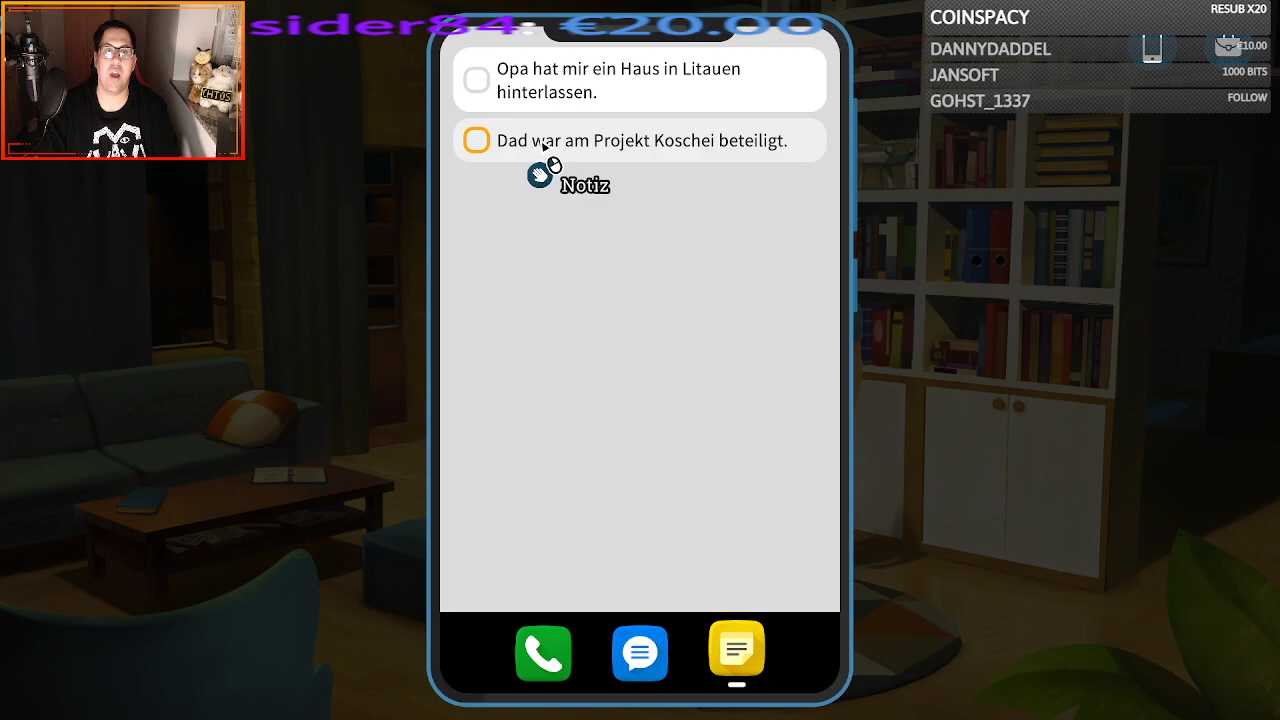 sider84: €20.00
COINSPACY RESUB X20
DANNYDADDEL €10.00
JANSOFT 1000 BITS
GOHST_1337 FOLLOW
Opa hat mir ein Haus in Litauen
hinterlassen.
Dad war am Projekt Koschei beteiligt.
Notiz